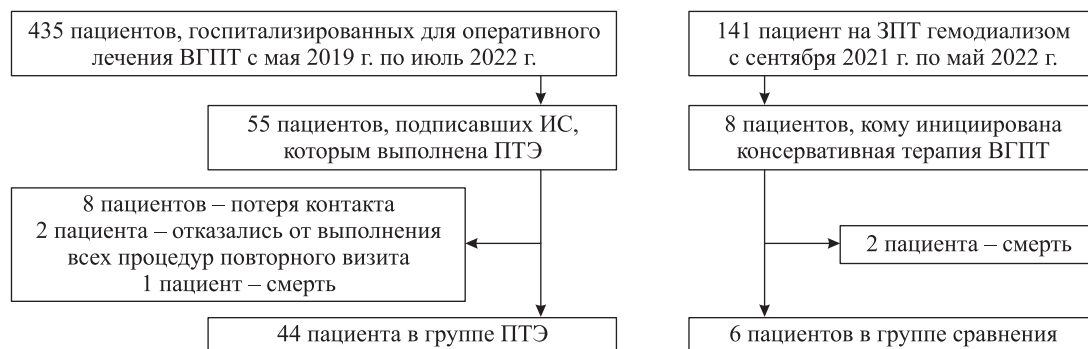 435 пациентов, госпитализированных для оперативного
лечения ВГПТ с мая 2019 г. по июль 2022 г.
55 пациентов, подписавших ИС,
которым выполнена ПТЭ
8 пациентов – потеря контакта
2 пациента – отказались от выполнения
всех процедур повторного визита
1 пациент – смерть
44 пациента в группе ПТЭ
141 пациент на ЗПТ гемодиализом
с сентября 2021 г. по май 2022 г.
8 пациентов, кому инициирована
консервативная терапия ВГПТ
2 пациента – смерть
6 пациентов в группе сравнения